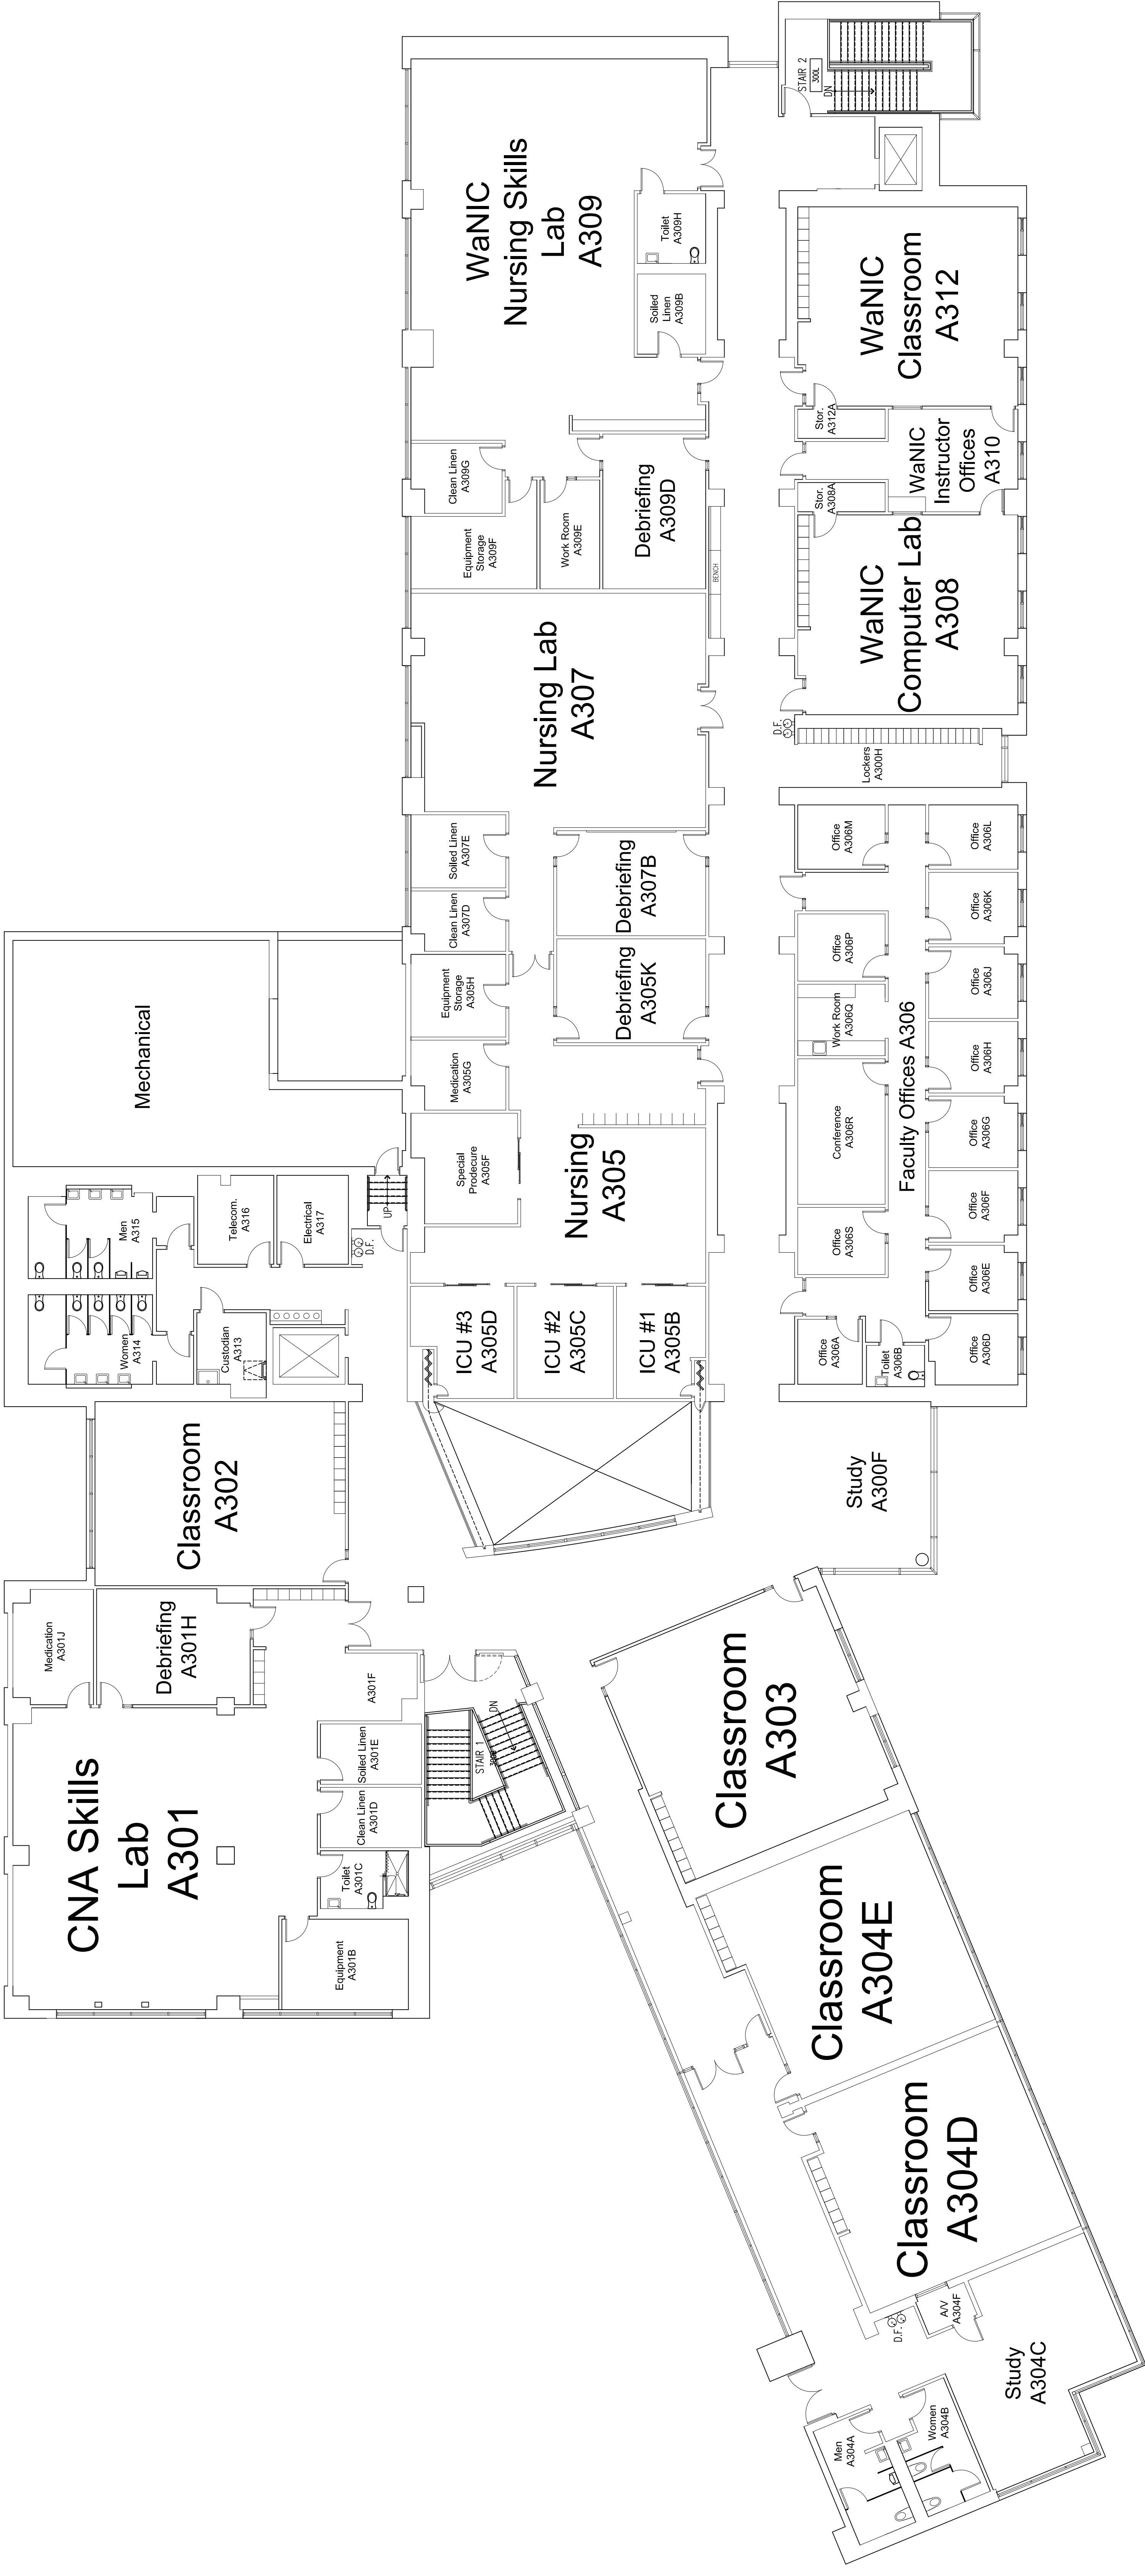 CNA Skills
Lab
A301
Equipment
A301B
Toilet
A301C
Clean Linen
A301D
Soiled Linen
A301E
A301F
Debriefing
A301H
Medication
A301J
Classroom
A302
STAIR 1
DN
Women
A314
Men
A315
Custodian
A313
Telecom.
A316
Electrical
A317
D.F.
UP
Mechanical
ICU #3
A305D
ICU #2
A305C
ICU #1
A305B
Nursing
A305
Special
Prodecure
A305F
Medication
A305G
Equipment
Storage
A305H
Debriefing
A305K
Debriefing
A307B
Clean Linen
A307D
Soiled Linen
A307E
Nursing Lab
A307
Equipment
Storage
A309F
Work Room
A309E
Debriefing
A309D
Clean Linen
A309G
BENCH
WaNIC
Nursing Skills
Lab
A309
Soiled
Linen
A309B
Toilet
A309H
STAIR 2
300L
DN
WaNIC
Classroom
A312
Stor.
A312A
WaNIC
Instructor
Offices
A310
Stor.
A308A
WaNIC
Computer Lab
A308
D.F.
Lockers
A300H
Faculty Offices A306
Office
A306M
Office
A306L
Office
A306K
Office
A306P
Office
A306J
Work Room
A306Q
Office
A306H
Conference
A306R
Office
A306G
Office
A306F
Office
A306S
Office
A306E
Office
A306A
Toilet
A306B
Office
A306D
Study
A300F
Classroom
A303
Classroom
A304E
Classroom
A304D
A/V
A304F
D.F.
Study
A304C
Men
A304A
Women
A304B